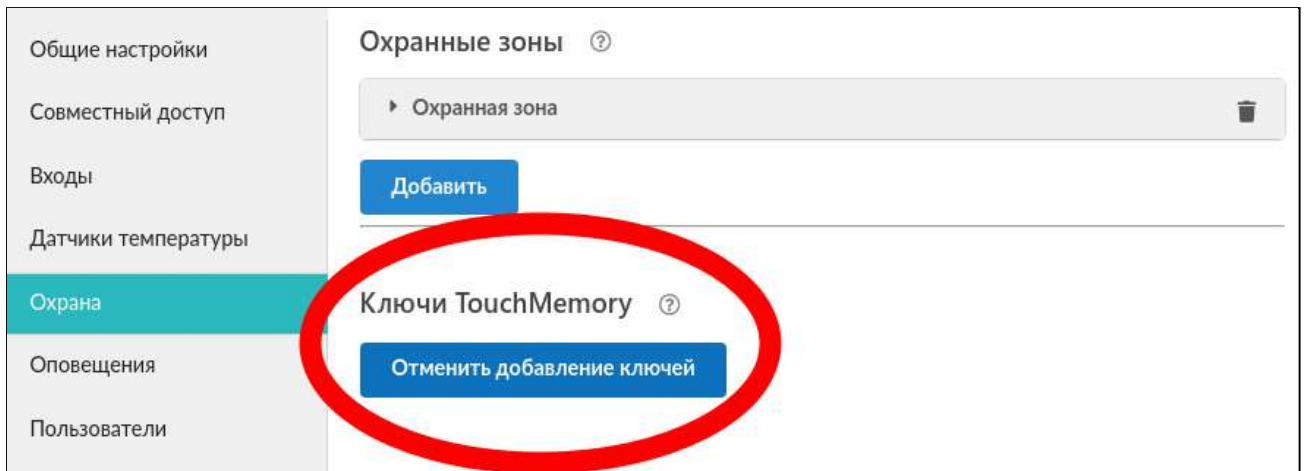 Общие настройки
Совместный доступ
Входы
Датчики температуры
Охрана
Оповещения
Пользователи
Охранные зоны ?
Охранная зона
Добавить
Ключи TouchMemory ?
Отменить добавление ключей